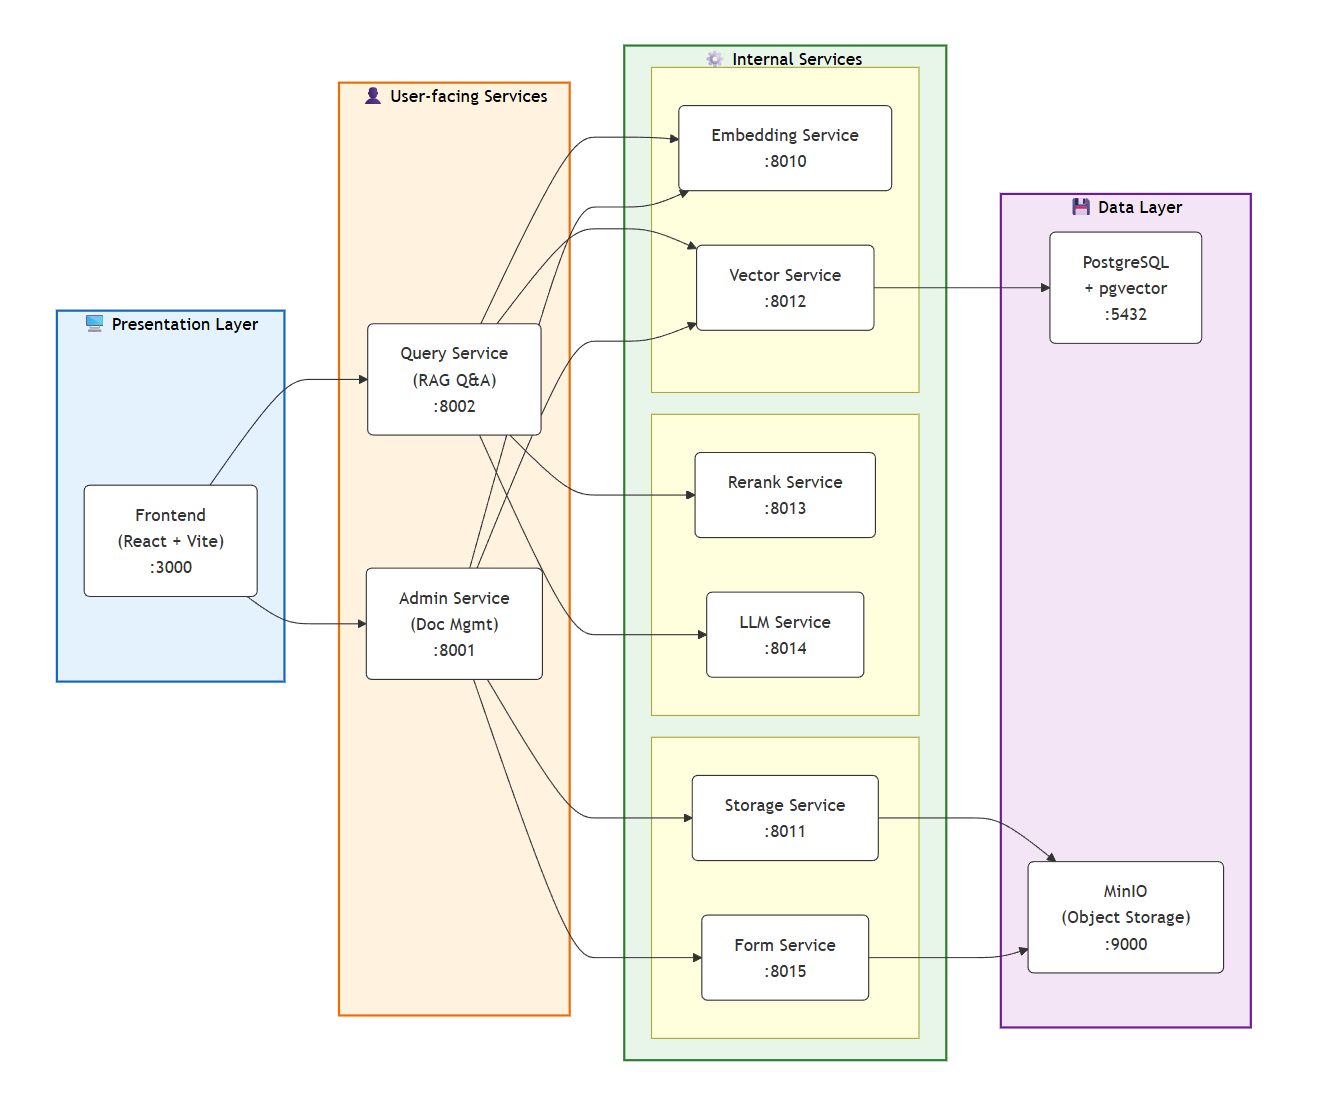 Presentation Layer
Frontend
(React + Vite)
:3000
User-facing Services
Query Service
(RAG Q&A)
:8002
Admin Service
(Doc Mgmt)
:8001
Internal Services
Embedding Service
:8010
Vector Service
:8012
Rerank Service
:8013
LLM Service
:8014
Storage Service
:8011
Form Service
:8015
Data Layer
PostgreSQL
+ pgvector
:5432
MinIO
(Object Storage)
:9000